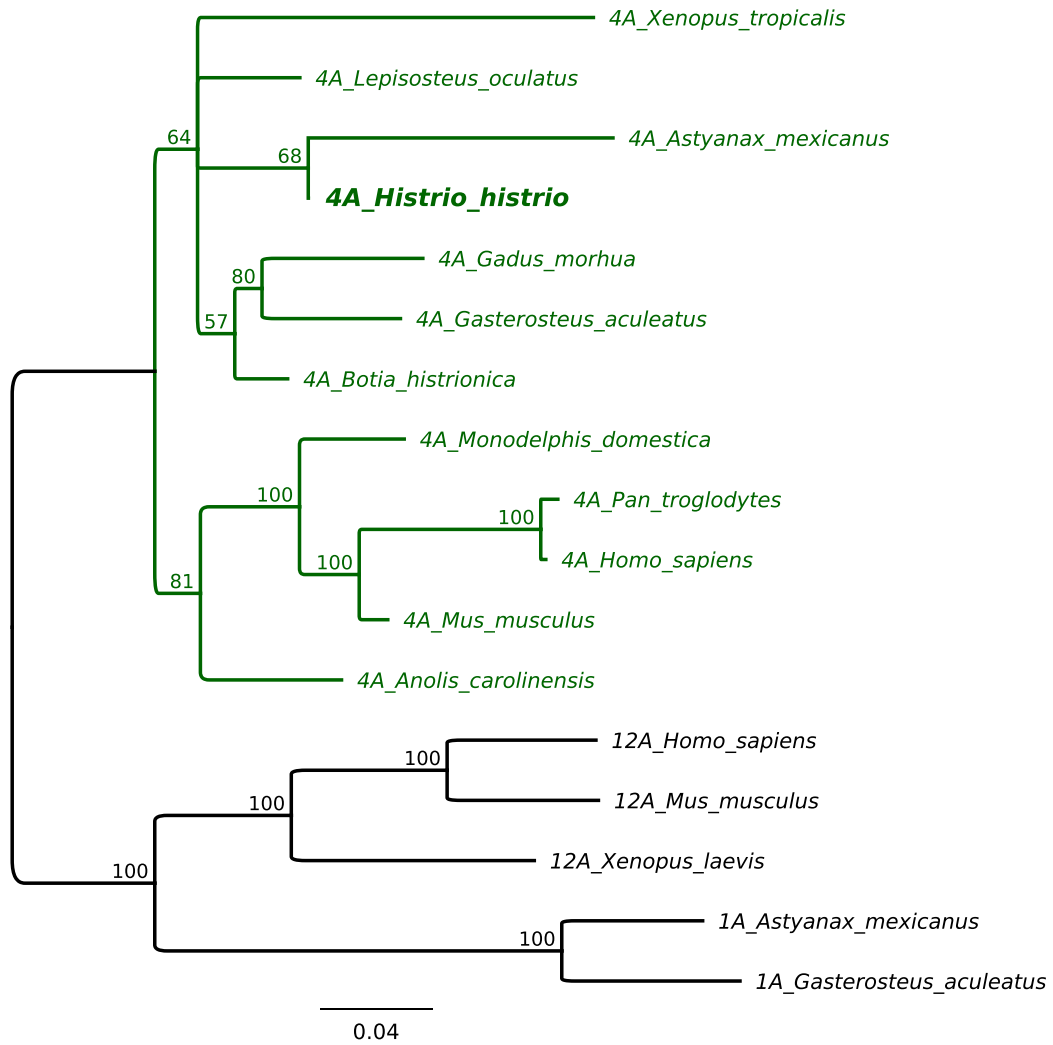 4A_Xenopus_tropicalis
4A_Lepisosteus_oculatus
64
4A_Astyanax_mexicanus
68
4A_Histrio_histrio
4A_Gadus_morhua
80
4A_Gasterosteus_aculeatus
57
4A_Botia_histrionica
4A_Monodelphis_domestica
100
4A_Pan_troglodytes
100
4A_Homo_sapiens
100
81
4A_Mus_musculus
4A_Anolis_carolinensis
12A_Homo_sapiens
100
12A_Mus_musculus
100
12A_Xenopus_laevis
100
1A_Astyanax_mexicanus
100
1A_Gasterosteus_aculeatus
0.04